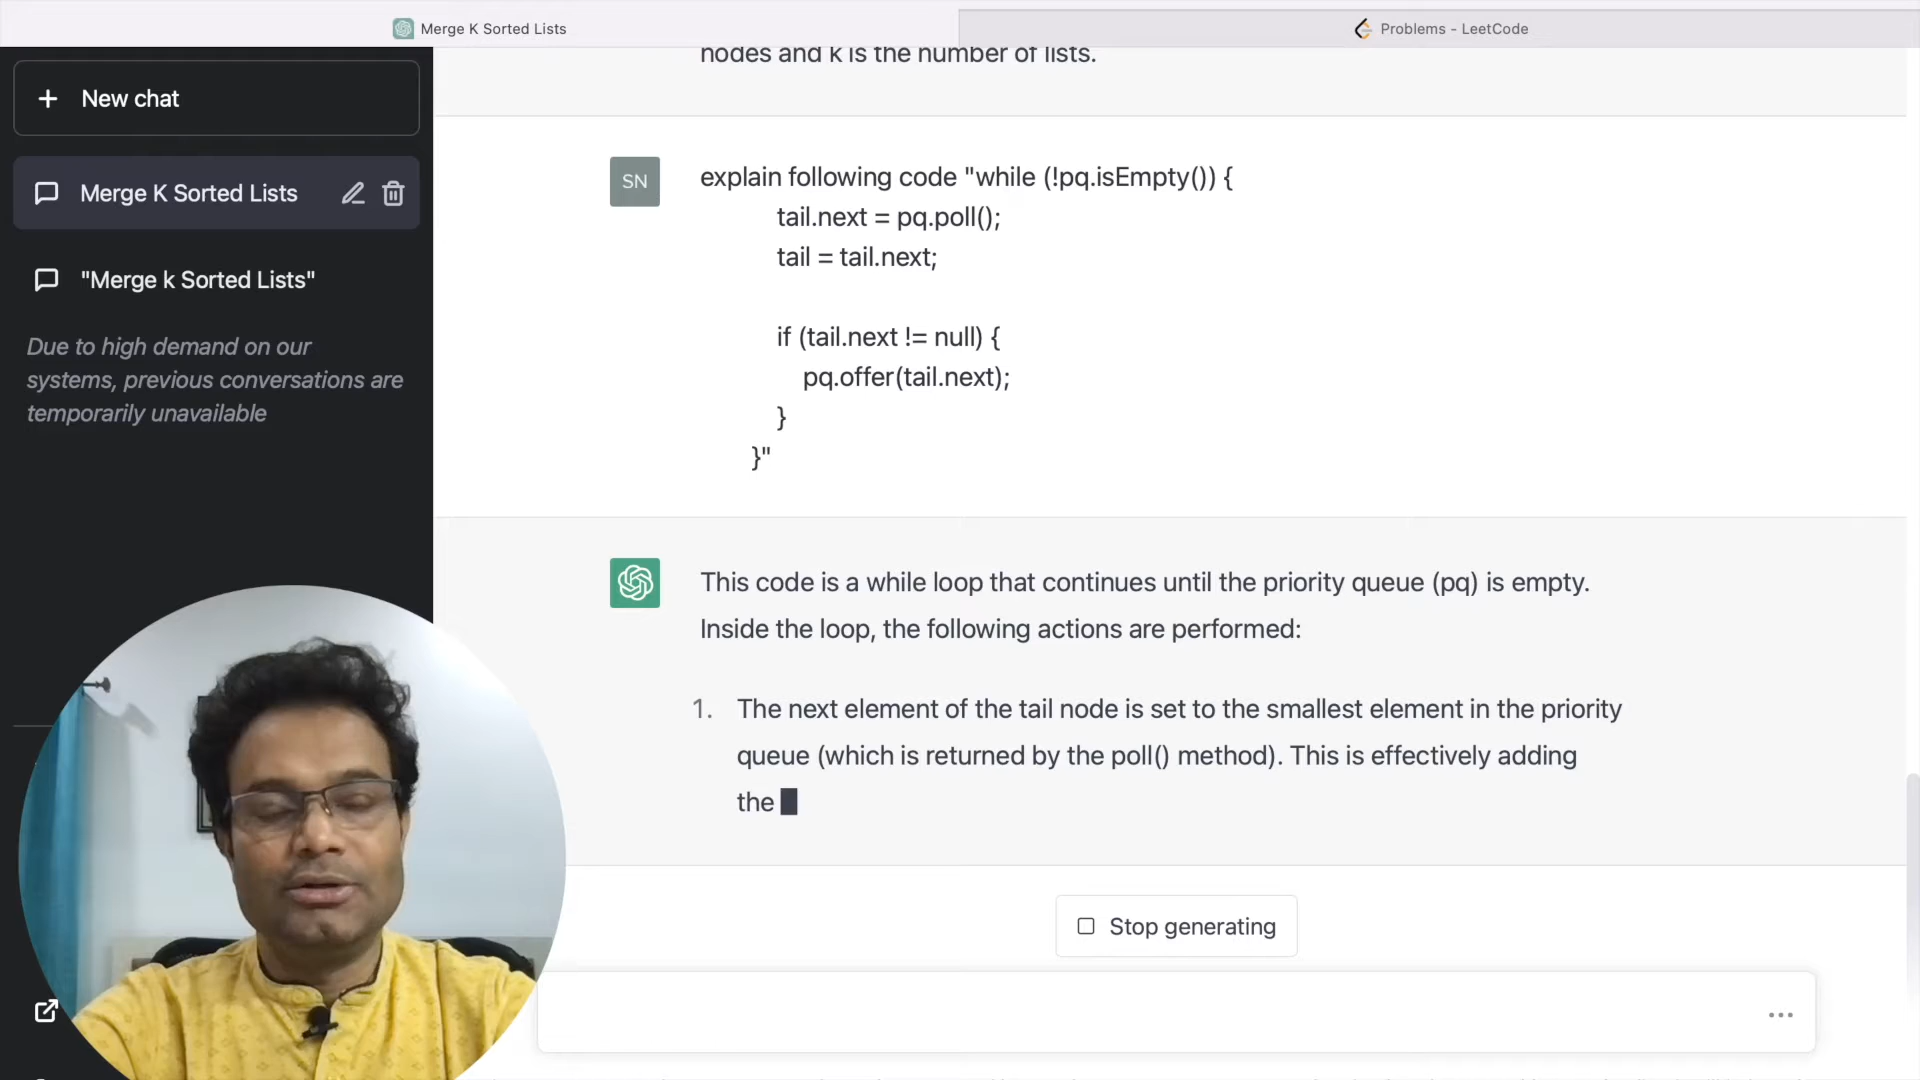 Merge K Sorted Lists
Problems - LeetCode
New chat
Merge K Sorted Lists
"Merge k Sorted Lists"
Due to high demand on our
systems, previous conversations are
temporarily unavailable
nodes and k is the number of lists.
SN
explain following code "while (!pq.isEmpty()) {
tail.next = pq.poll();
tail = tail.next;
if (tail.next != null) {
pq.offer(tail.next);
}
}"
This code is a while loop that continues until the priority queue (pq) is empty.
Inside the loop, the following actions are performed:
1. The next element of the tail node is set to the smallest element in the priority
queue (which is returned by the poll() method). This is effectively adding
the
Stop generating